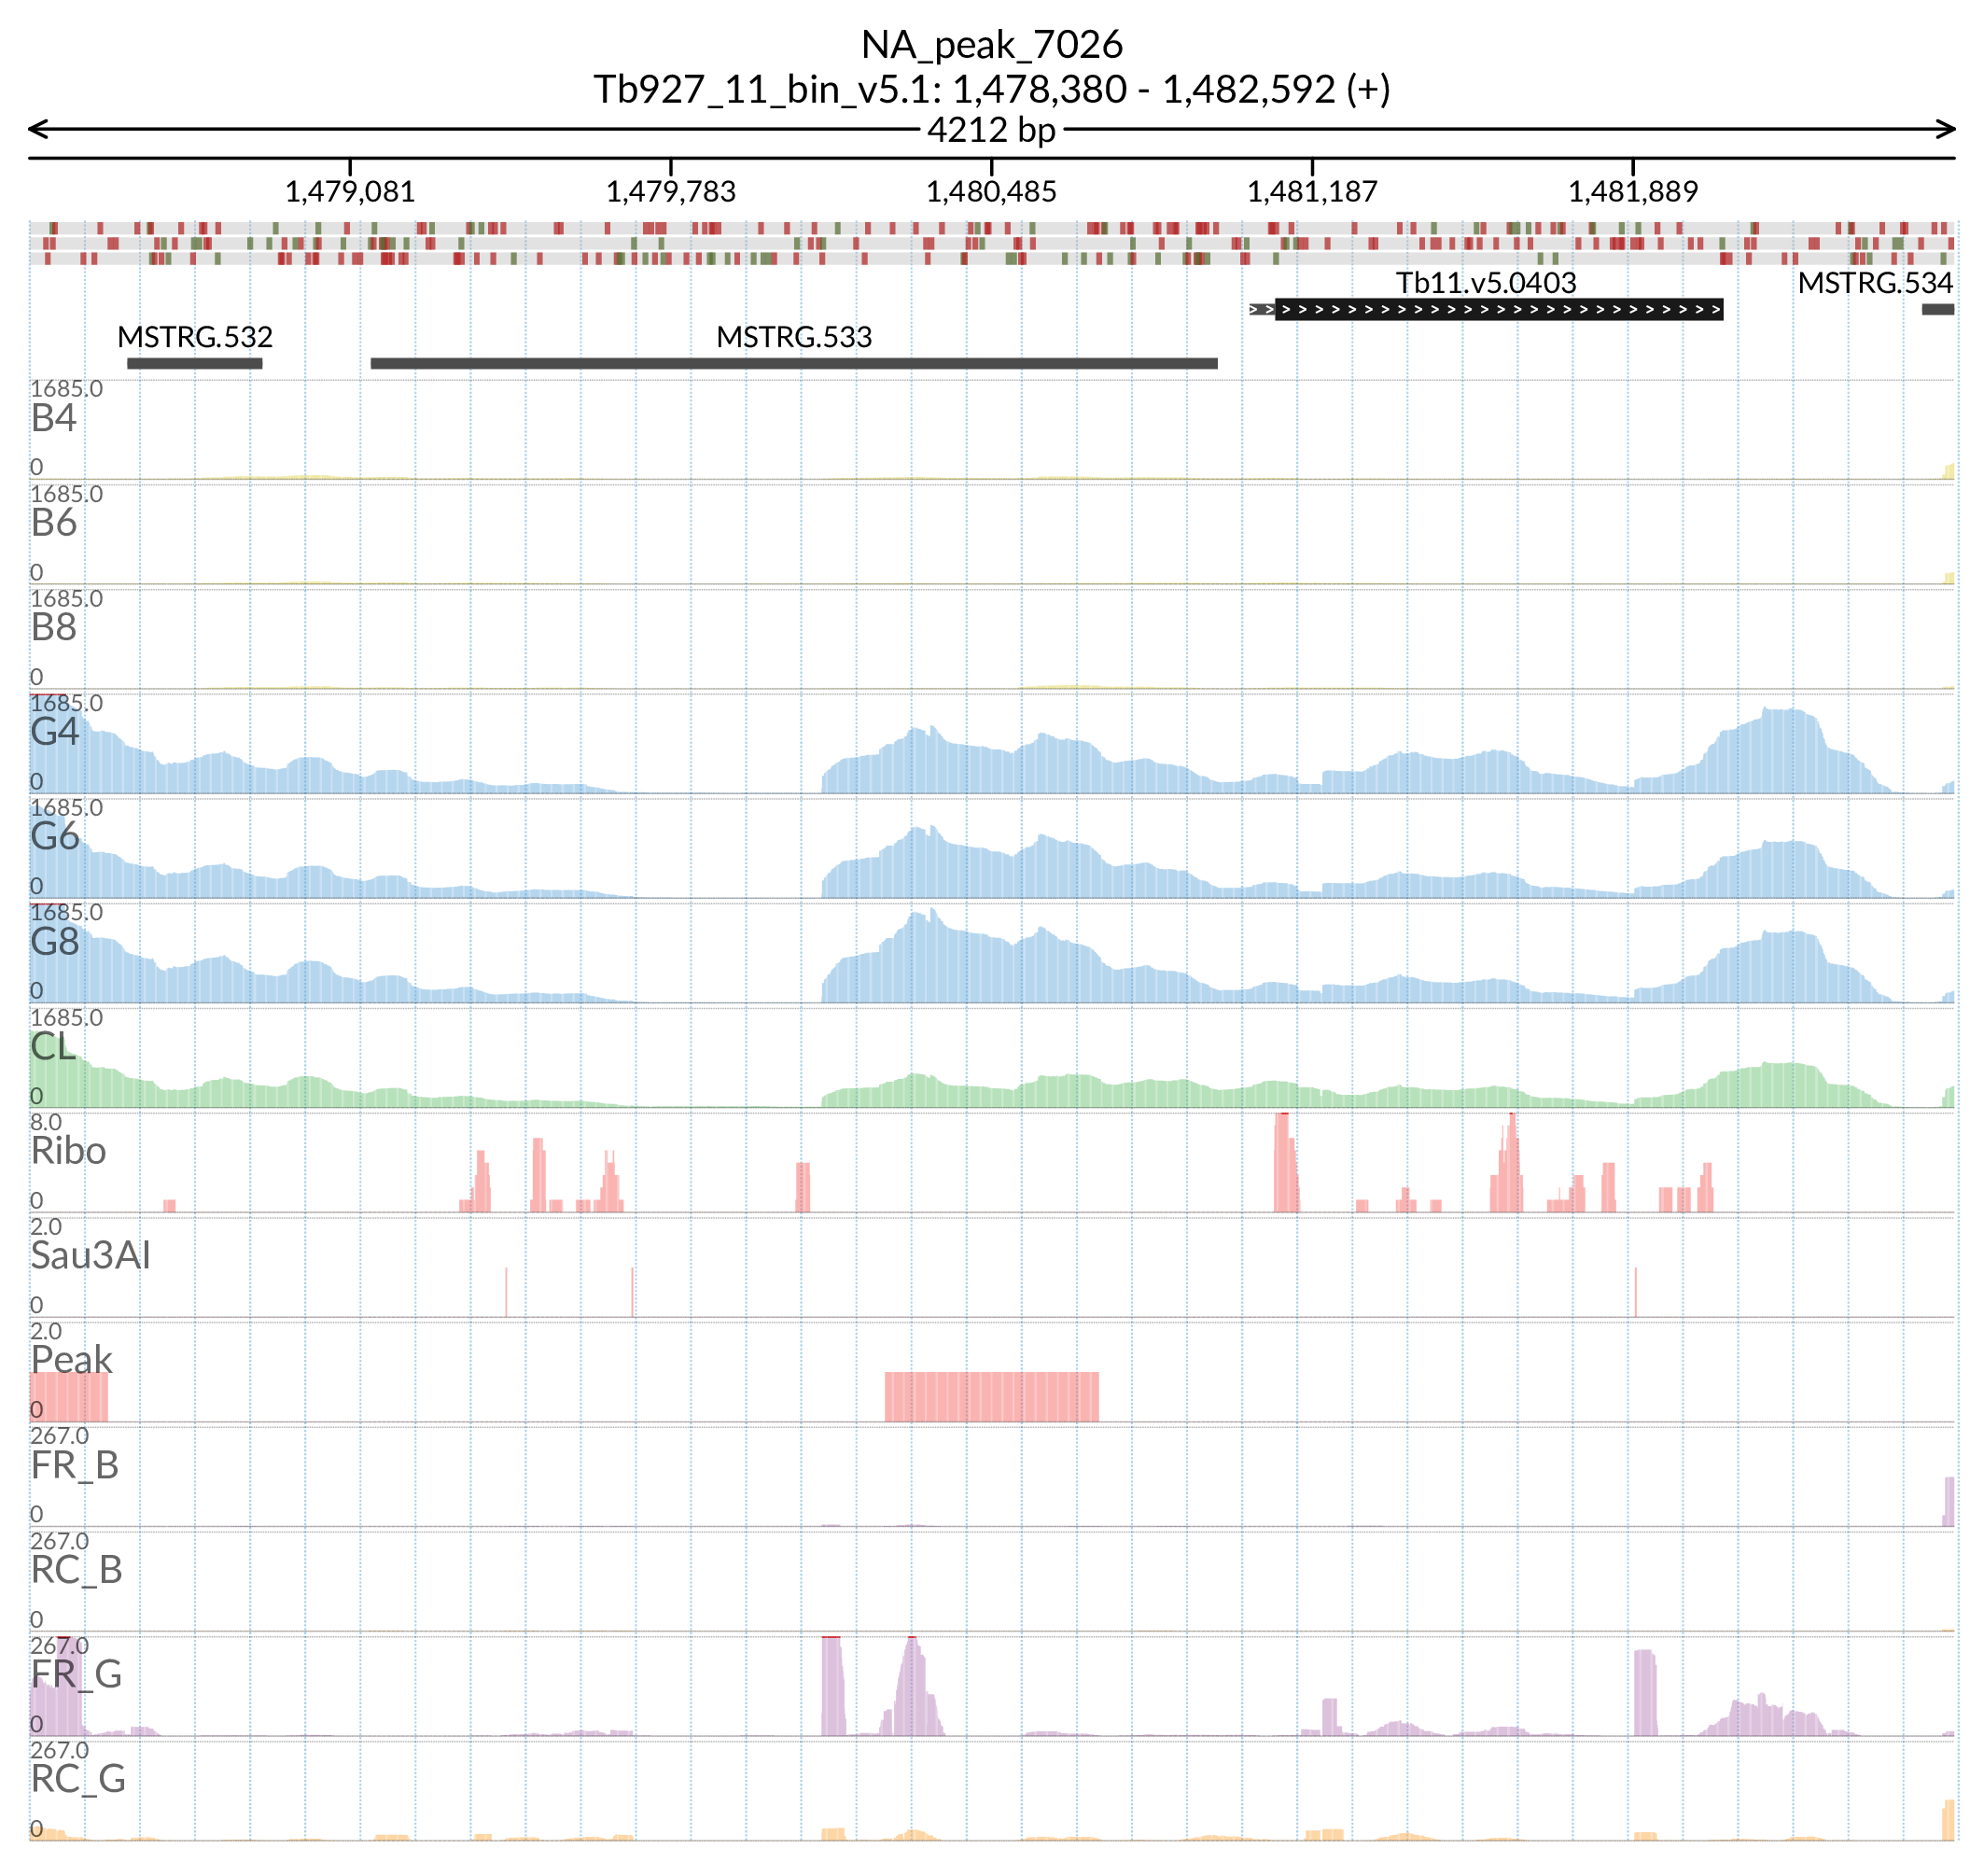 NA_peak_7026
Tb927_11_bin_v5.1: 1,478,380 - 1,482,592 (+)
4212 bp
1,479,081 1,479,783 1,480,485 1,481,187 1,481,889
Tb11.v5.0403 MSTRG.534
MSTRG.532 MSTRG.533
1685.0
B4
0
1685.0
B6
0
1685.0
B8
0
1685.0
G4
0
1685.0
G6
0
1685.0
G8
0
1685.0
CL
0
8.0
Ribo
0
2.0
Sau3AI
0
2.0
Peak
0
267.0
FR_B
0
267.0
RC_B
0
267.0
FR_G
0
267.0
RC_G
0